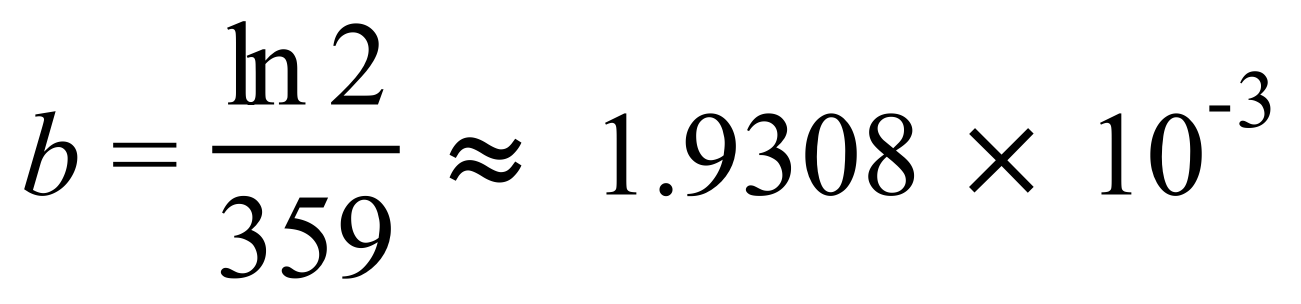 b = ln 2 / 359 ≈ 1.9308 × 10^-3